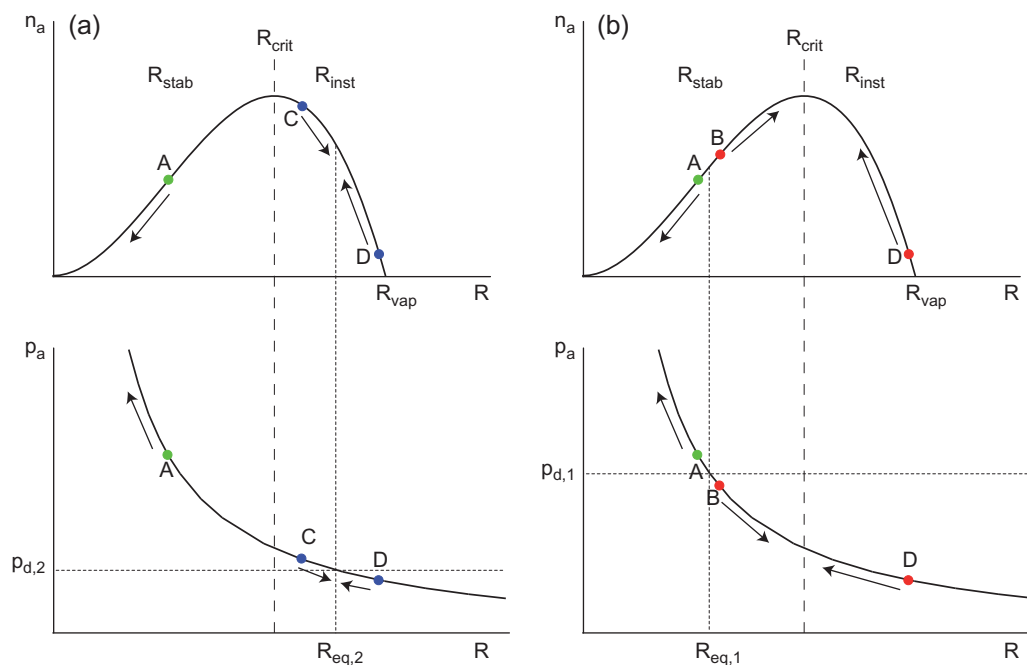 n_a (a)
R_crit
R_stab R_inst
A
C
D
R_vap R
p_a
A
C D
p_d,2
R_eq,2 R
n_a (b)
R_crit
R_stab R_inst
A B
D
R_vap R
p_a
p_d,1
A
B
D
R_eq,1 R